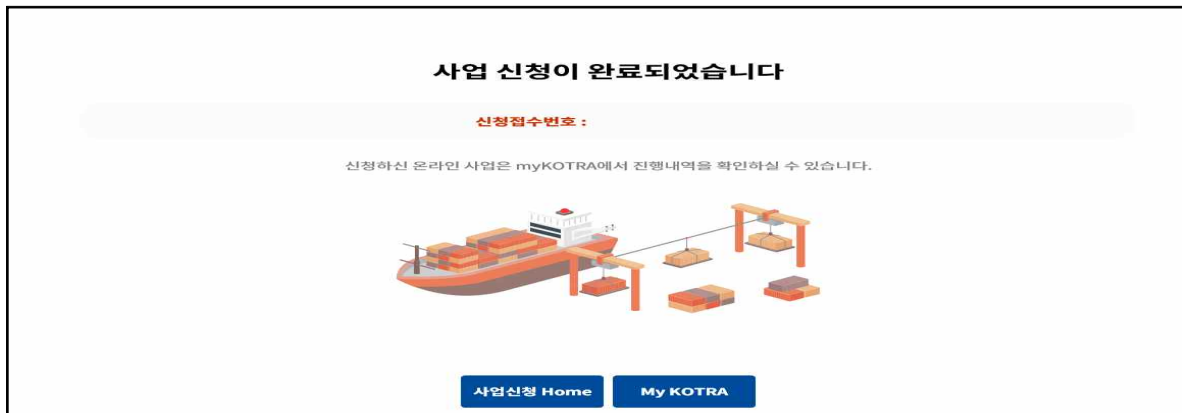 사업 신청이 완료되었습니다
신청접수번호 :
신청하신 온라인 사업은 myKOTRA에서 진행내역을 확인하실 수 있습니다.
사업신청 Home
My KOTRA